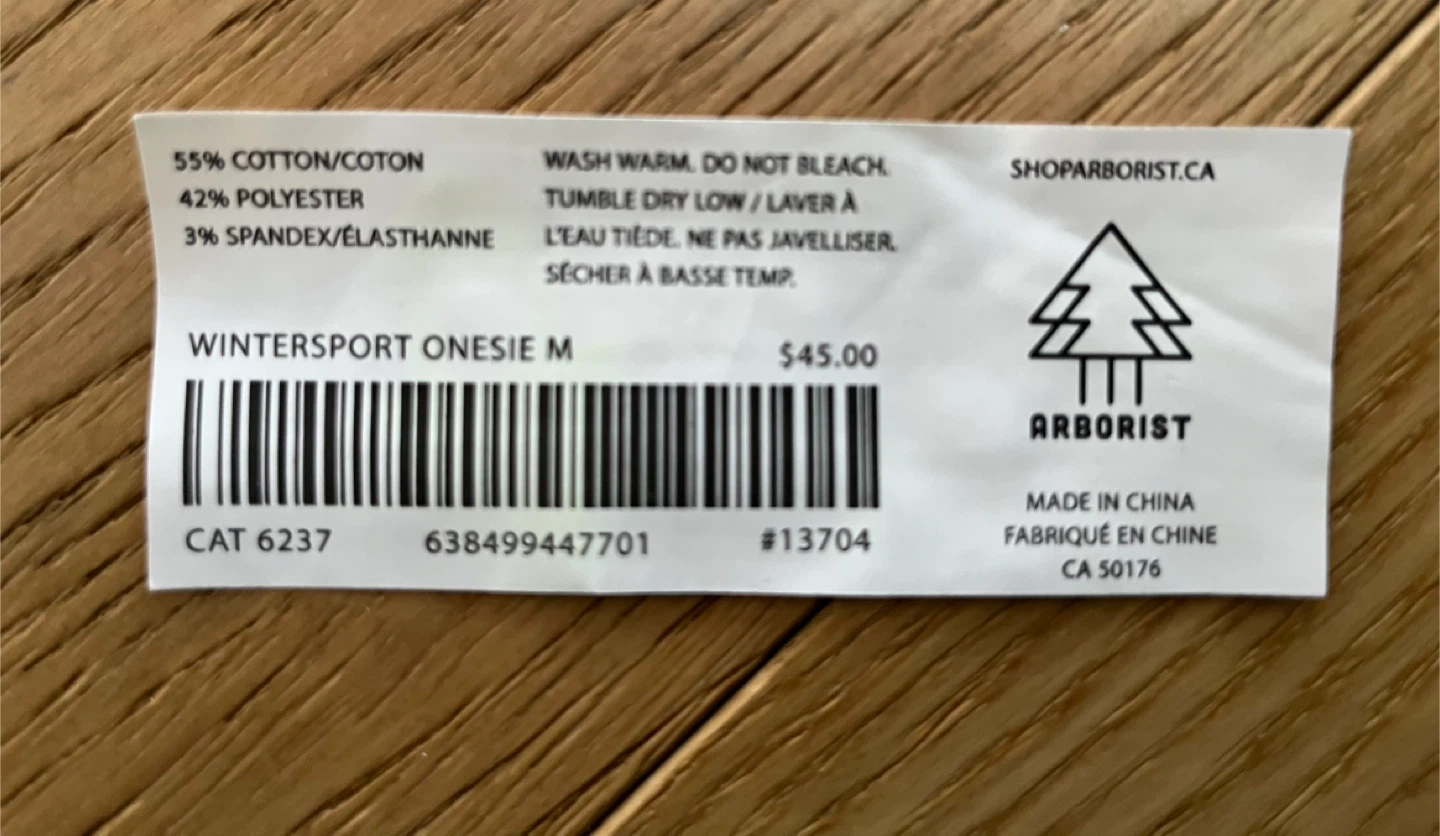 55% COTTON/COTON
42% POLYESTER
3% SPANDEX/ÉLASTHANNE
WASH WARM. DO NOT BLEACH.
TUMBLE DRY LOW / LAVER À
L'EAU TIÈDE. NE PAS JAVELLISER.
SÉCHER À BASSE TEMP.
WINTERSPORT ONESIE M
$45.00
CAT 6237
638499447701
#13704
SHOPARBORIST.CA
ARBORIST
MADE IN CHINA
FABRIQUÉ EN CHINE
CA 50176